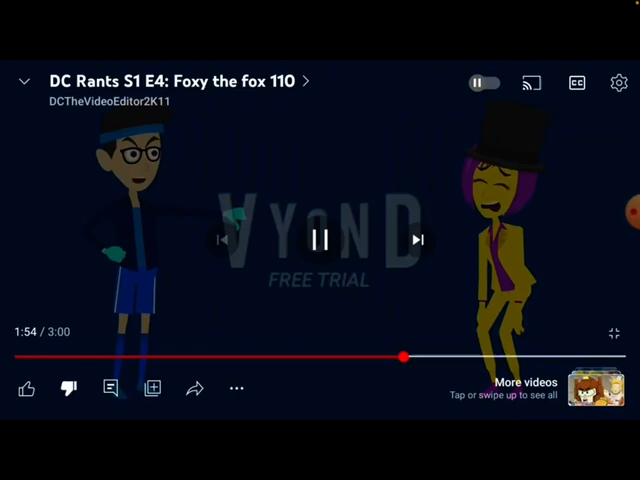 DC Rants S1 E4: Foxy the fox 110
DCTheVideoEditor2K11
CC
VYOND
FREE TRIAL
1:54 / 3:00
More videos
Tap or swipe up to see all